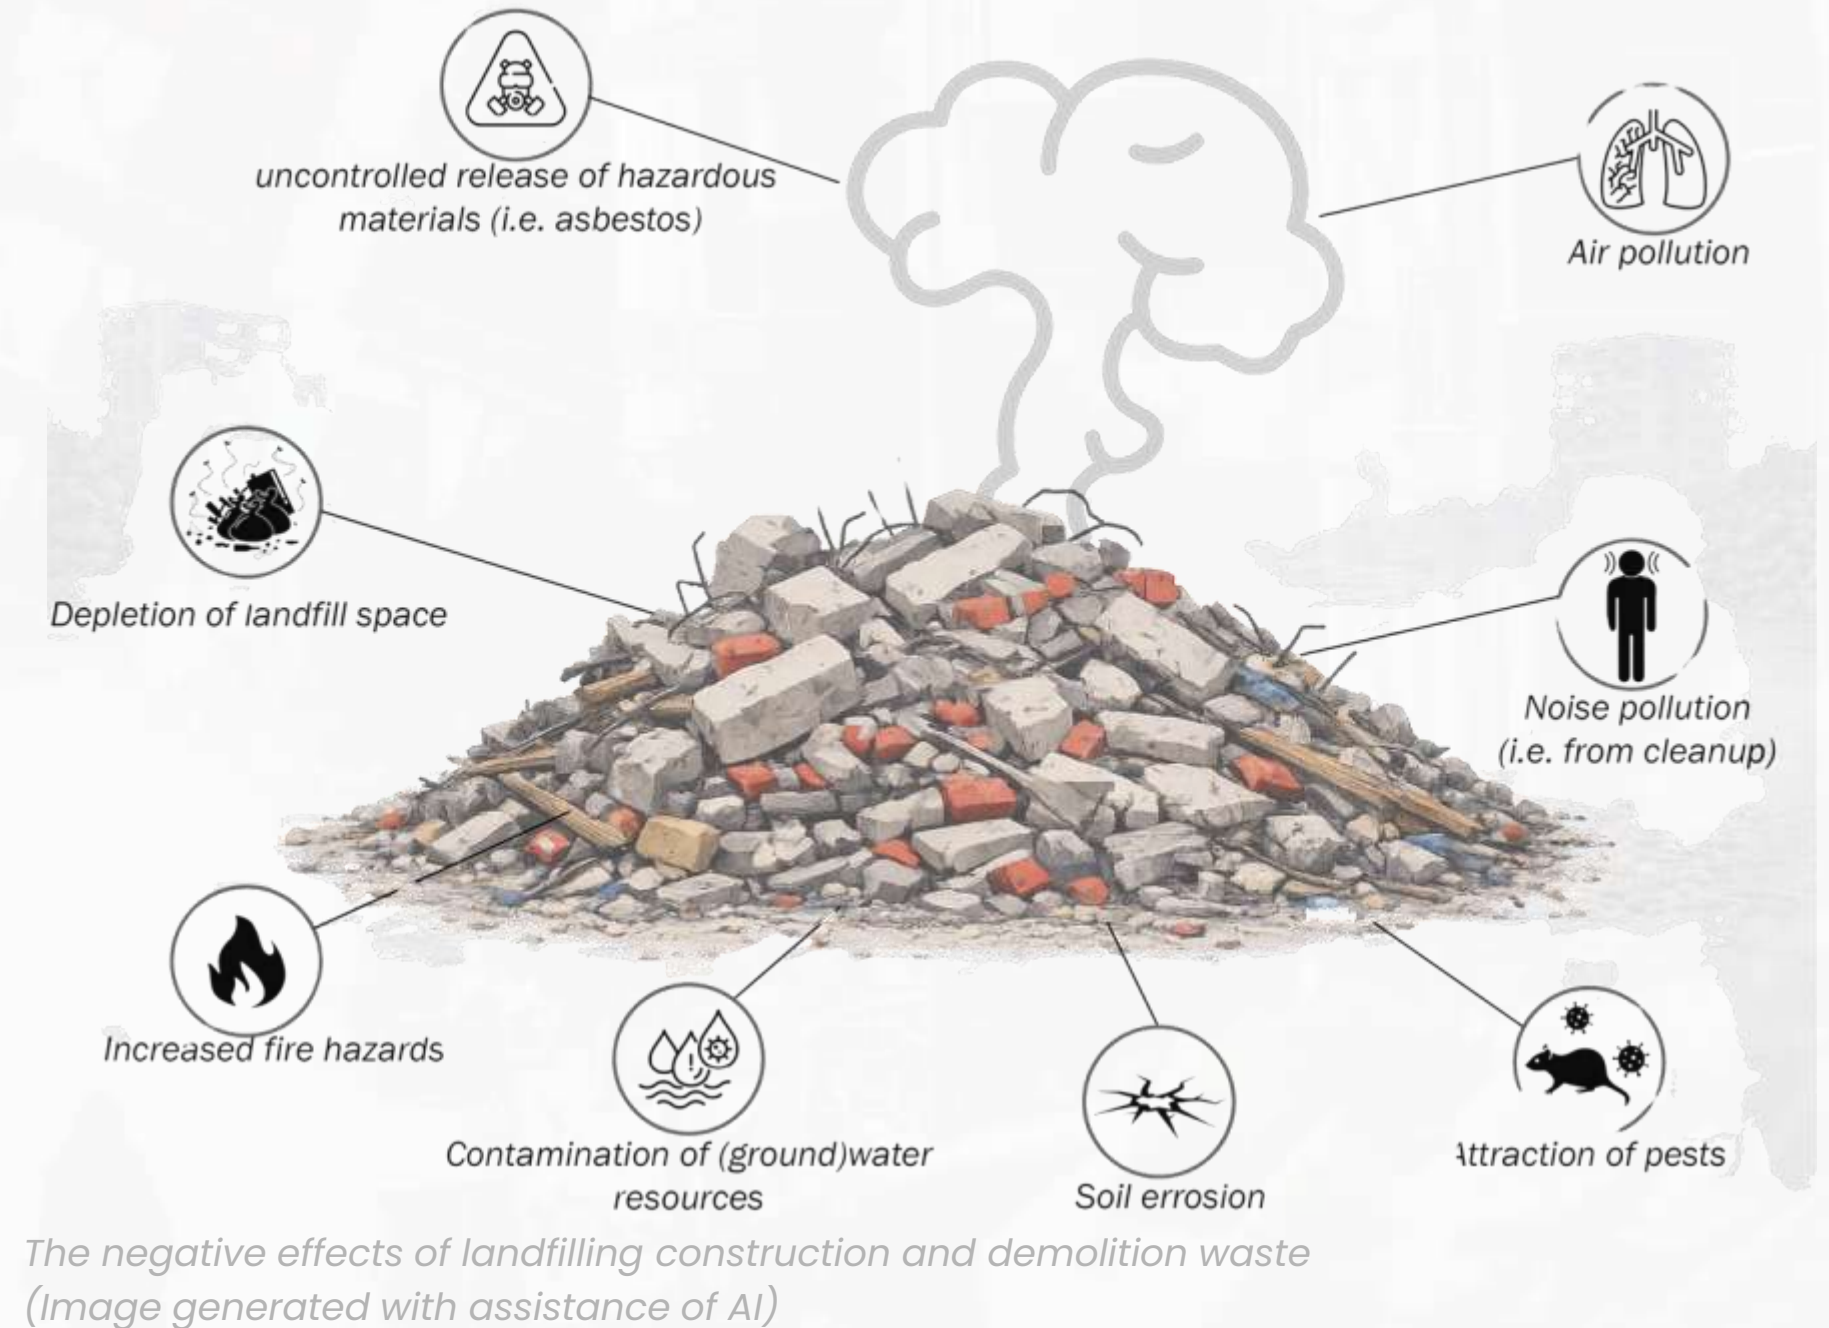 uncontrolled release of hazardous
materials (i.e. asbestos)
Air pollution
Depletion of landfill space
Noise pollution
(i.e. from cleanup)
Increased fire hazards
Contamination of (ground)water
resources
Soil errosion
Attraction of pests
The negative effects of landfilling construction and demolition waste
(Image generated with assistance of AI)